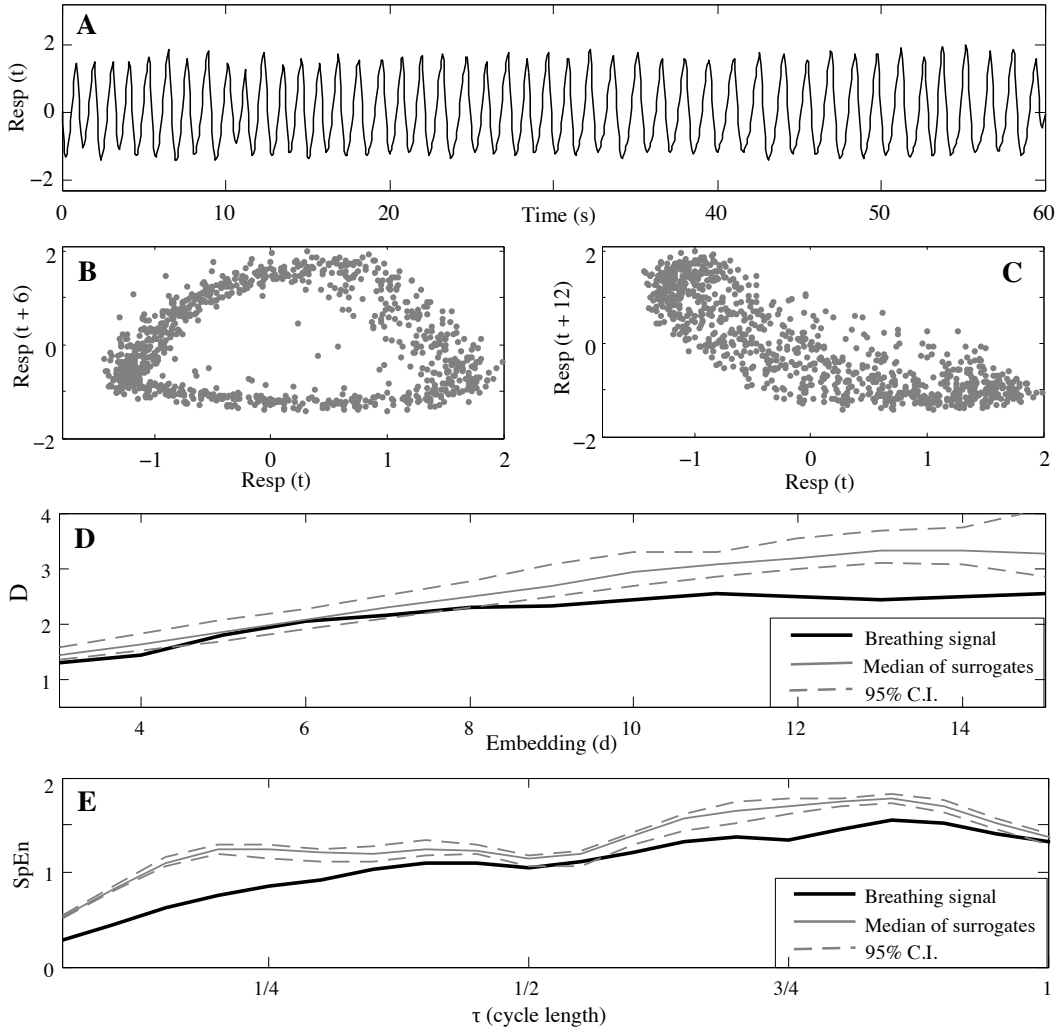 A
Resp (t)
2
0
−2
0
10
20
30
40
50
60
Time (s)
B
Resp (t + 6)
2
0
−2
−1
0
1
2
Resp (t)
C
Resp (t + 12)
2
0
−2
−1
0
1
2
Resp (t)
D
D
4
3
2
1
4
6
8
10
12
14
Embedding (d)
Breathing signal
Median of surrogates
95% C.I.
E
SpEn
2
1
0
1/4
1/2
3/4
1
τ (cycle length)
Breathing signal
Median of surrogates
95% C.I.